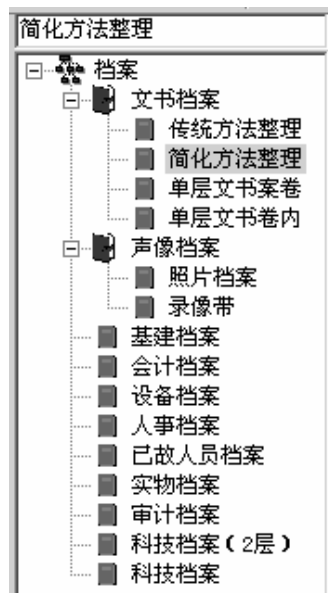 简化方法整理
档案
文书档案
传统方法整理
简化方法整理
单层文书案卷
单层文书卷内
声像档案
照片档案
录像带
基建档案
会计档案
设备档案
人事档案
已故人员档案
实物档案
审计档案
科技档案(2层)
科技档案